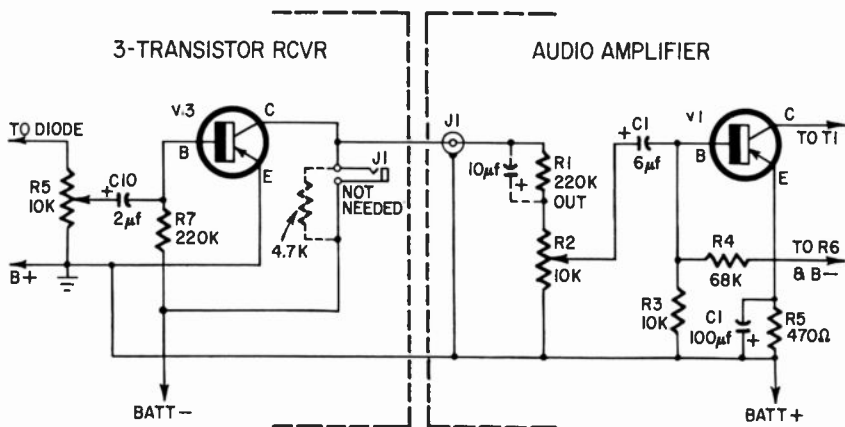 3-TRANSISTOR RCVR
AUDIO AMPLIFIER
TO DIODE
R5
10K
+
C10
2µf
B+
V3
C
B
E
R7
220K
J1
NOT
NEEDED
4.7K
BATT−
J1
10µf
+
R1
220K
OUT
R2
10K
+
C1
6µf
V1
C
B
E
TO T1
R4
68K
TO R6
& B−
R3
10K
C1
100µf
+
R5
470Ω
BATT+